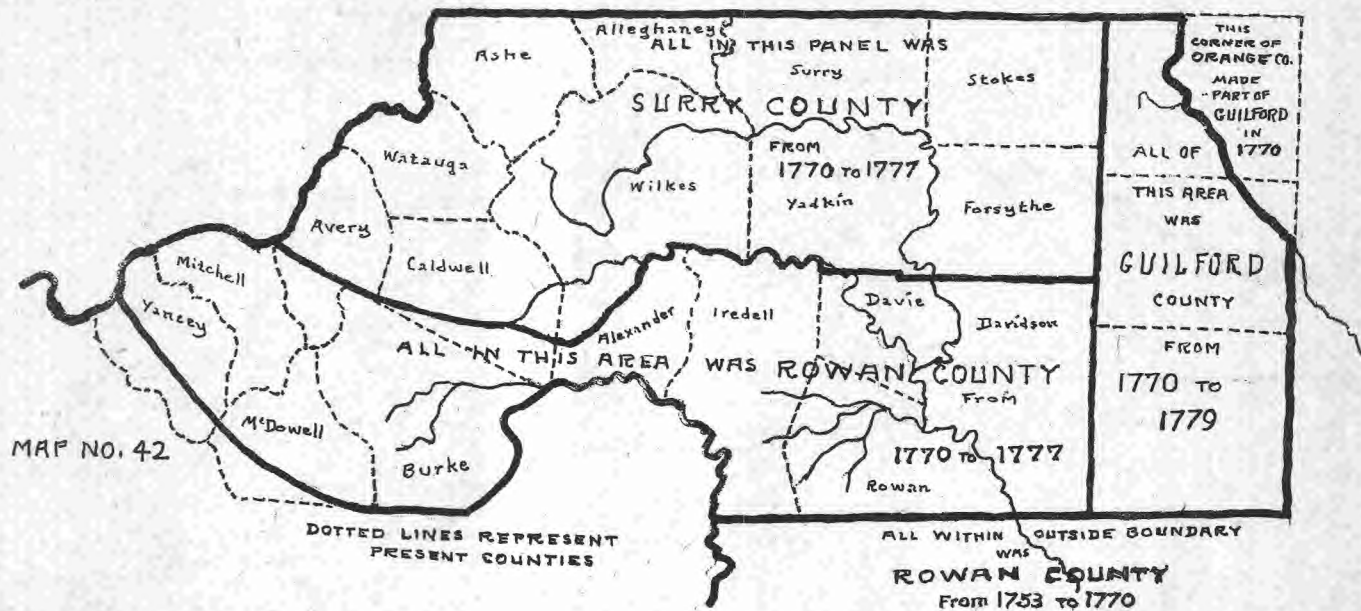 Ashe
Alleghaney
ALL IN THIS PANEL WAS
Surry
Stokes
SURRY COUNTY
FROM
1770 TO 1777
Watauga
Wilkes
Yadkin
Forsythe
Avery
Caldwell
THIS
CORNER OF
ORANGE CO.
MADE
PART OF
GUILFORD
IN
1770
ALL OF
THIS AREA
WAS
GUILFORD
COUNTY
FROM
1770 TO
1779
Mitchell
Yancey
McDowell
Burke
Alexander
Iredell
Davie
Davidson
ALL IN THIS AREA WAS ROWAN COUNTY
From
1770 TO 1777
Rowan
MAP NO. 42
DOTTED LINES REPRESENT
PRESENT COUNTIES
ALL WITHIN OUTSIDE BOUNDARY
WAS
ROWAN COUNTY
From 1753 TO 1770